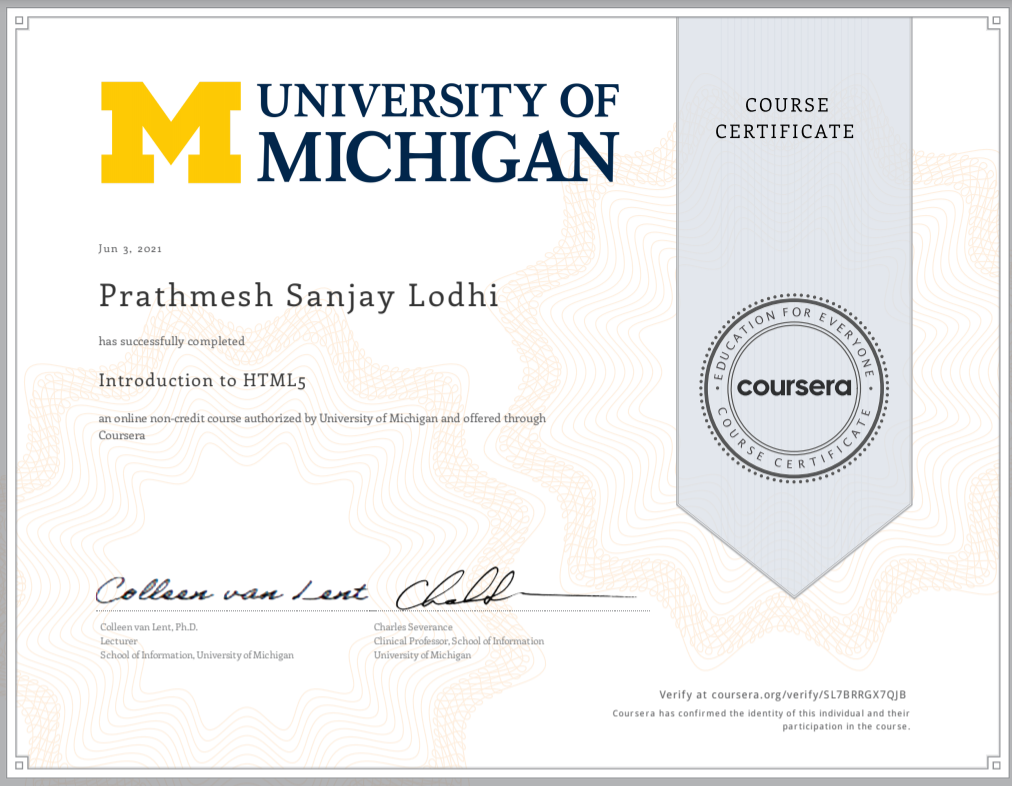 UNIVERSITY OF
MICHIGAN
COURSE
CERTIFICATE
Jun 3, 2021
Prathmesh Sanjay Lodhi
has successfully completed
Introduction to HTML5
an online non-credit course authorized by University of Michigan and offered through
Coursera
EDUCATION FOR EVERYONE
coursera
COURSE CERTIFICATE
Colleen van Lent
Colleen van Lent, Ph.D.
Lecturer
School of Information, University of Michigan
Charles Severance
Clinical Professor, School of Information
University of Michigan
Verify at coursera.org/verify/SL7BRRGX7QJB
Coursera has confirmed the identity of this individual and their
participation in the course.